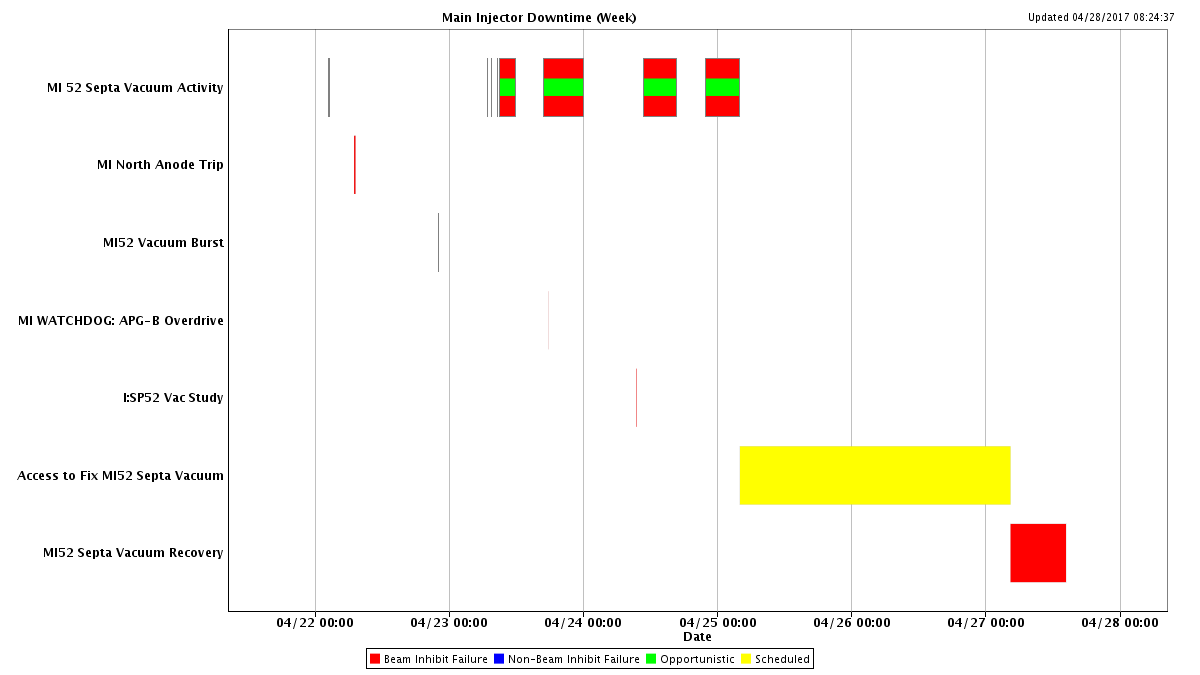 Main Injector Downtime (Week)
Updated 04/28/2017 08:24:37
MI 52 Septa Vacuum Activity
MI North Anode Trip
MI52 Vacuum Burst
MI WATCHDOG: APG-B Overdrive
I:SP52 Vac Study
Access to Fix MI52 Septa Vacuum
MI52 Septa Vacuum Recovery
04/22 00:00 04/23 00:00 04/24 00:00 04/25 00:00 04/26 00:00 04/27 00:00 04/28 00:00
Date
Beam Inhibit Failure Non-Beam Inhibit Failure Opportunistic Scheduled